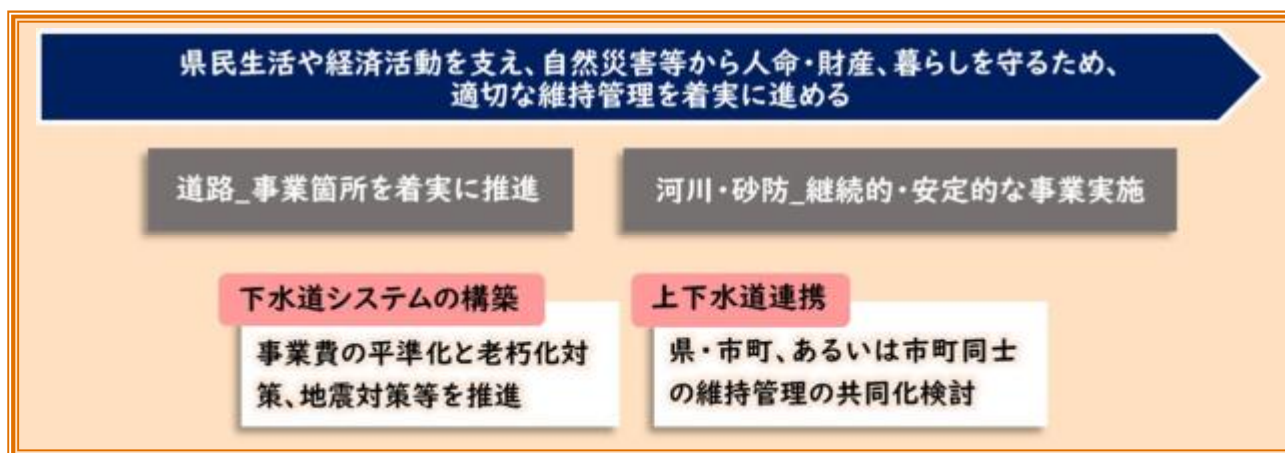 県民生活や経済活動を支え、自然災害等から人命・財産、暮らしを守るため、
適切な維持管理を着実に進める
道路_事業箇所を着実に推進
河川・砂防_継続的・安定的な事業実施
下水道システムの構築
事業費の平準化と老朽化対
策、地震対策等を推進
上下水道連携
県・市町、あるいは市町同士
の維持管理の共同化検討